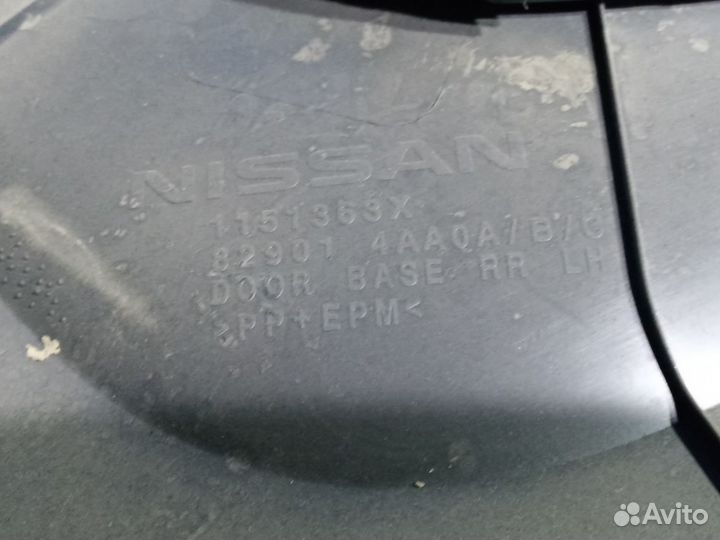 NISSAN
1151363X
82901 4AA0A/B/C
DOOR BASE RR LH
>PP+EPM<
Avito